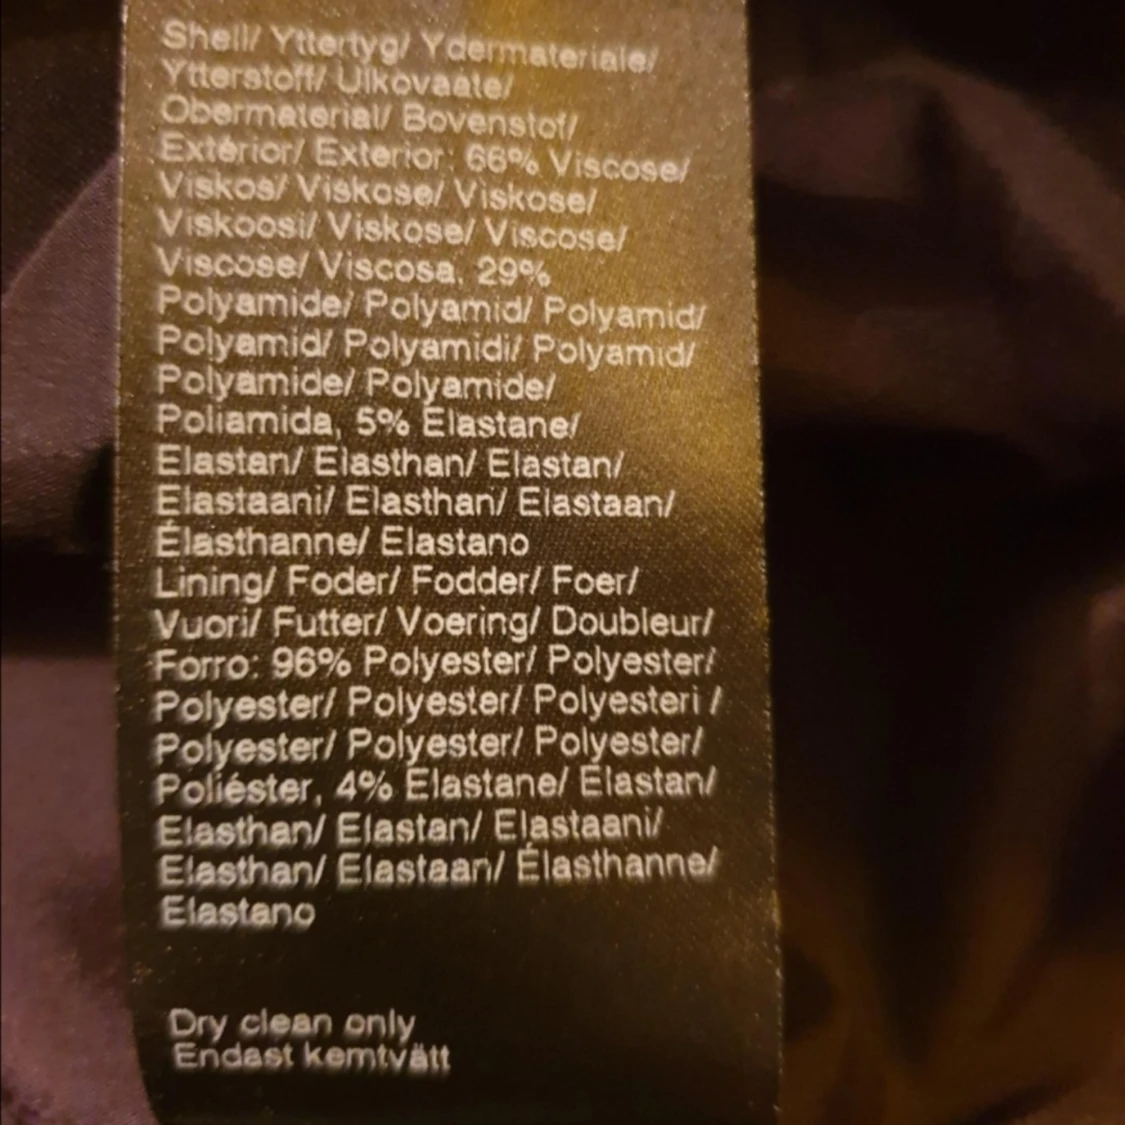 Shell/ Yttertyg/ Ydermateriale/
Ytterstoff/ Ulkovaate/
Obermaterial/ Bovenstof/
Extérior/ Exterior: 66% Viscose/
Viskos/ Viskose/ Viskose/
Viskoosi/ Viskose/ Viscose/
Viscose/ Viscosa, 29%
Polyamide/ Polyamid/ Polyamid/
Polyamid/ Polyamidi/ Polyamid/
Polyamide/ Polyamide/
Poliamida, 5% Elastane/
Elastan/ Elasthan/ Elastan/
Elastaani/ Elasthan/ Elastaan/
Élasthanne/ Elastano
Lining/ Foder/ Fodder/ Foer/
Vuori/ Futter/ Voering/ Doubleur/
Forro: 96% Polyester/ Polyester/
Polyester/ Polyester/ Polyesteri /
Polyester/ Polyester/ Polyester/
Poliéster, 4% Elastane/ Elastan/
Elasthan/ Elastan/ Elastaani/
Elasthan/ Elastaan/ Élasthanne/
Elastano
Dry clean only
Endast kemtvätt